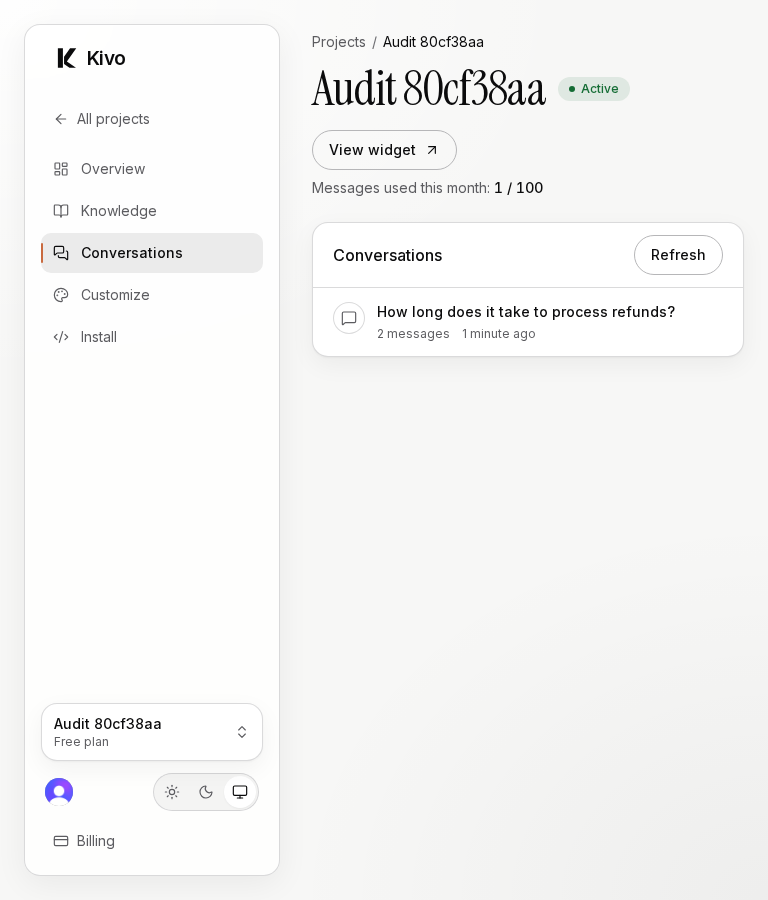 Kivo
All projects
Overview
Knowledge
Conversations
Customize
Install
Audit 80cf38aa
Free plan
Billing
Projects / Audit 80cf38aa
Audit 80cf38aa
Active
View widget
Messages used this month: 1 / 100
Conversations
Refresh
How long does it take to process refunds?
2 messages 1 minute ago